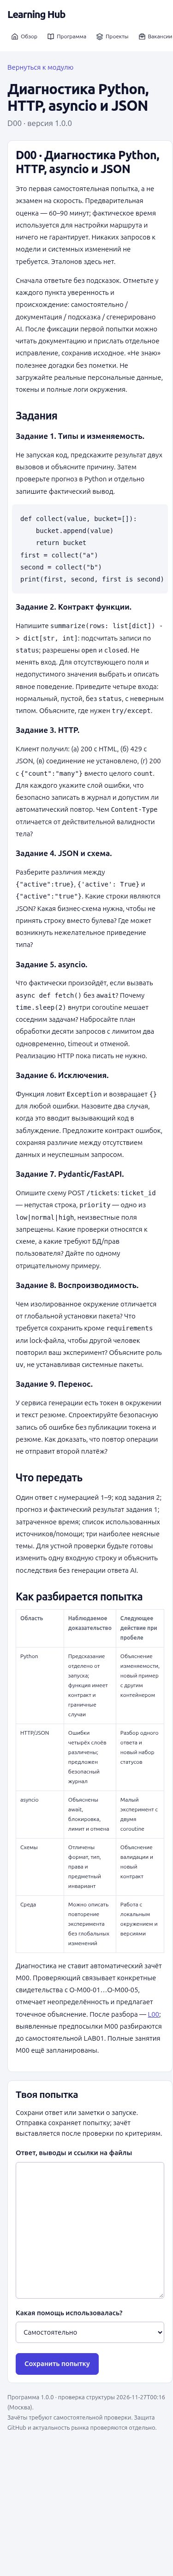 Learning Hub
Обзор
Программа
Проекты
Вакансии
Вернуться к модулю
Диагностика Python,
HTTP, asyncio и JSON
D00 · версия 1.0.0
D00 · Диагностика Python,
HTTP, asyncio и JSON
Это первая самостоятельная попытка, а не
экзамен на скорость. Предварительная
оценка — 60–90 минут; фактическое время
используется для настройки маршрута и
ничего не гарантирует. Никаких запросов к
модели и системных изменений не
требуется. Эталонов здесь нет.
Сначала ответьте без подсказок. Отметьте у
каждого пункта уверенность и
происхождение: самостоятельно /
документация / подсказка / сгенерировано
AI. После фиксации первой попытки можно
читать документацию и прислать отдельное
исправление, сохранив исходное. «Не знаю»
полезнее догадки без пометки. Не
загружайте реальные персональные данные,
токены и полные логи окружения.
Задания
Задание 1. Типы и изменяемость.
Не запуская код, предскажите результат двух
вызовов и объясните причину. Затем
проверьте прогноз в Python и отдельно
запишите фактический вывод.
def collect(value, bucket=[]):
    bucket.append(value)
    return bucket
first = collect("a")
second = collect("b")
print(first, second, first is second)
Задание 2. Контракт функции.
Напишите summarize(rows: list[dict]) -
> dict[str, int]: подсчитать записи по
status; разрешены open и closed. Не
менять вход. Для отсутствующего поля и
недопустимого значения выбрать и описать
явное поведение. Приведите четыре входа:
нормальный, пустой, без status, с неверным
типом. Объясните, где нужен try/except.
Задание 3. HTTP.
Клиент получил: (а) 200 с HTML, (б) 429 с
JSON, (в) соединение не установлено, (г) 200
с {"count":"many"} вместо целого count.
Для каждого укажите слой ошибки, что
безопасно записать в журнал и допустим ли
автоматический повтор. Чем Content-Type
отличается от действительной валидности
тела?
Задание 4. JSON и схема.
Разберите различия между
{"active":true}, {'active': True} и
{"active":"true"}. Какие строки являются
JSON? Какая бизнес-схема нужна, чтобы не
принять строку вместо булева? Где может
возникнуть нежелательное приведение
типа?
Задание 5. asyncio.
Что фактически произойдёт, если вызвать
async def fetch() без await? Почему
time.sleep(2) внутри coroutine мешает
соседним задачам? Набросайте план
обработки десяти запросов с лимитом два
одновременно, timeout и отменой.
Реализацию HTTP пока писать не нужно.
Задание 6. Исключения.
Функция ловит Exception и возвращает {}
для любой ошибки. Назовите два случая,
когда это вводит вызывающий код в
заблуждение. Предложите контракт ошибок,
сохраняя различие между отсутствием
данных и неуспешным запросом.
Задание 7. Pydantic/FastAPI.
Опишите схему POST /tickets: ticket_id
— непустая строка, priority — одно из
low|normal|high, неизвестные поля
запрещены. Какие проверки относятся к
схеме, а какие требуют БД/прав
пользователя? Дайте по одному
отрицательному примеру.
Задание 8. Воспроизводимость.
Чем изолированное окружение отличается
от глобальной установки пакета? Что
требуется сохранить кроме requirements
или lock-файла, чтобы другой человек
повторил ваш эксперимент? Объясните роль
uv, не устанавливая системные пакеты.
Задание 9. Перенос.
У сервиса генерации есть токен в окружении
и текст резюме. Спроектируйте безопасную
запись об ошибке без публикации токена и
резюме. Как доказать, что повтор операции
не отправит второй платёж?
Что передать
Один ответ с нумерацией 1–9; код задания 2;
прогноз и фактический результат задания 1;
затраченное время; список использованных
источников/помощи; три наиболее неясные
темы. Для устной проверки будьте готовы
изменить одну входную строку и объяснить
последствия без генерации ответа AI.
Как разбирается попытка
Область
Наблюдаемое доказательство
Следующее действие при пробеле
Python
Предсказание отделено от запуска; функция имеет контракт и граничные случаи
Объяснение изменяемости, новый пример с другим контейнером
HTTP/JSON
Ошибки четырёх слоёв различены; предложен безопасный журнал
Разбор одного ответа и новый набор статусов
asyncio
Объяснены await, блокировка, лимит и отмена
Малый эксперимент с двумя coroutine
Схемы
Отличены формат, тип, права и предметный инвариант
Объяснение валидации и новый контракт
Среда
Можно описать повторение эксперимента без глобальных изменений
Работа с локальным окружением и версиями
Диагностика не ставит автоматический зачёт
M00. Проверяющий связывает конкретные
свидетельства с O-M00-01…O-M00-05,
отмечает неопределённость и предлагает
точечное объяснение. После разбора — L00;
выявленные предпосылки M00 разбираются
до самостоятельной LAB01. Полные занятия
M00 ещё запланированы.
Твоя попытка
Сохрани ответ или заметки о запуске.
Отправка сохраняет попытку; зачёт
выставляется после проверки по критериям.
Ответ, выводы и ссылки на файлы
Какая помощь использовалась?
Самостоятельно
Сохранить попытку
Программа 1.0.0 · проверка структуры 2026-11-27T00:16
(Москва).
Зачёты требуют самостоятельной проверки. Защита
GitHub и актуальность рынка проверяются отдельно.